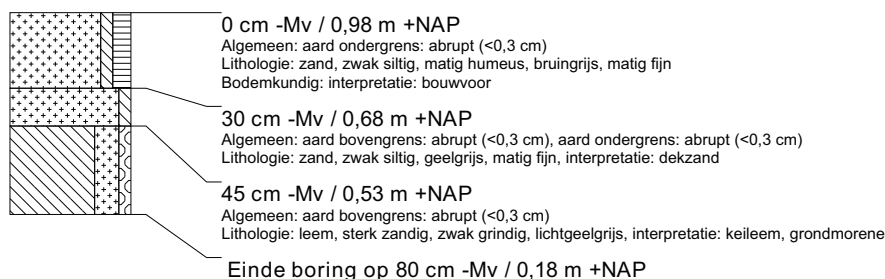 0 cm -Mv / 0,98 m +NAP
Algemeen: aard ondergrens: abrupt (<0,3 cm)
Lithologie: zand, zwak siltig, matig humeus, bruingrijs, matig fijn
Bodemkundig: interpretatie: bouwvoor
30 cm -Mv / 0,68 m +NAP
Algemeen: aard bovengrens: abrupt (<0,3 cm), aard ondergrens: abrupt (<0,3 cm)
Lithologie: zand, zwak siltig, geelgrijs, matig fijn, interpretatie: dekzand
45 cm -Mv / 0,53 m +NAP
Algemeen: aard bovengrens: abrupt (<0,3 cm)
Lithologie: leem, sterk zandig, zwak grindig, lichtgeelgrijs, interpretatie: keileem, grondmorene
Einde boring op 80 cm -Mv / 0,18 m +NAP